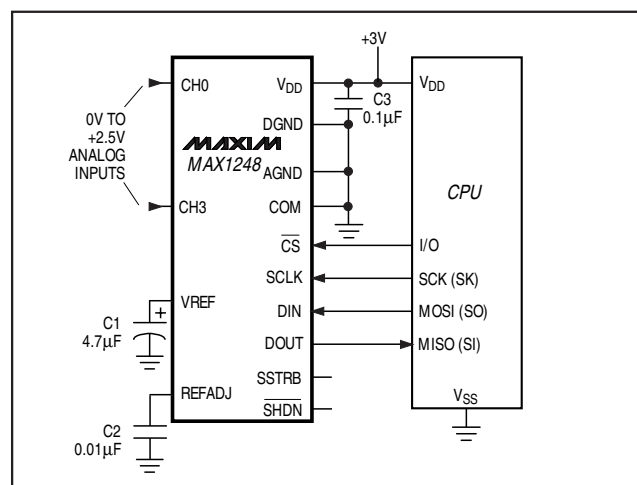 +3V
CH0
VDD
VDD
C3
0.1µF
0V TO
+2.5V
ANALOG
INPUTS
DGND
MAXIM
MAX1248
AGND
CPU
CH3
COM
CS
I/O
SCLK
SCK (SK)
VREF
+
C1
4.7µF
DIN
MOSI (SO)
DOUT
MISO (SI)
REFADJ
SSTRB
C2
0.01µF
SHDN
VSS